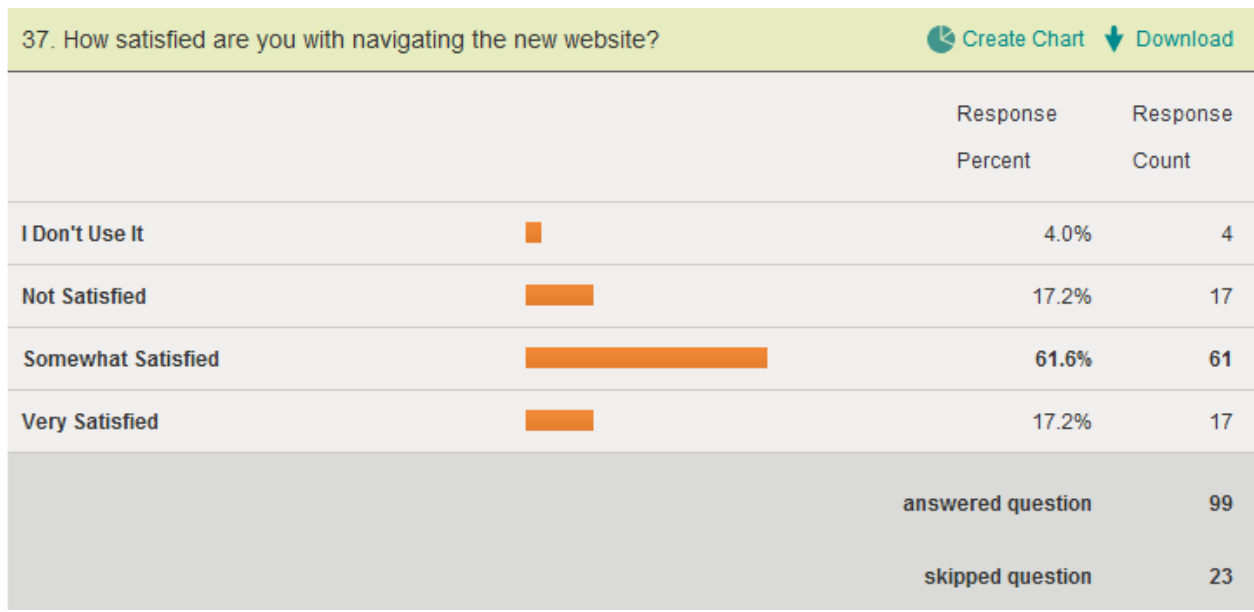 37. How satisfied are you with navigating the new website? Create Chart Download
Response Response
Percent Count
I Don't Use It 4.0% 4
Not Satisfied 17.2% 17
Somewhat Satisfied 61.6% 61
Very Satisfied 17.2% 17
answered question 99
skipped question 23